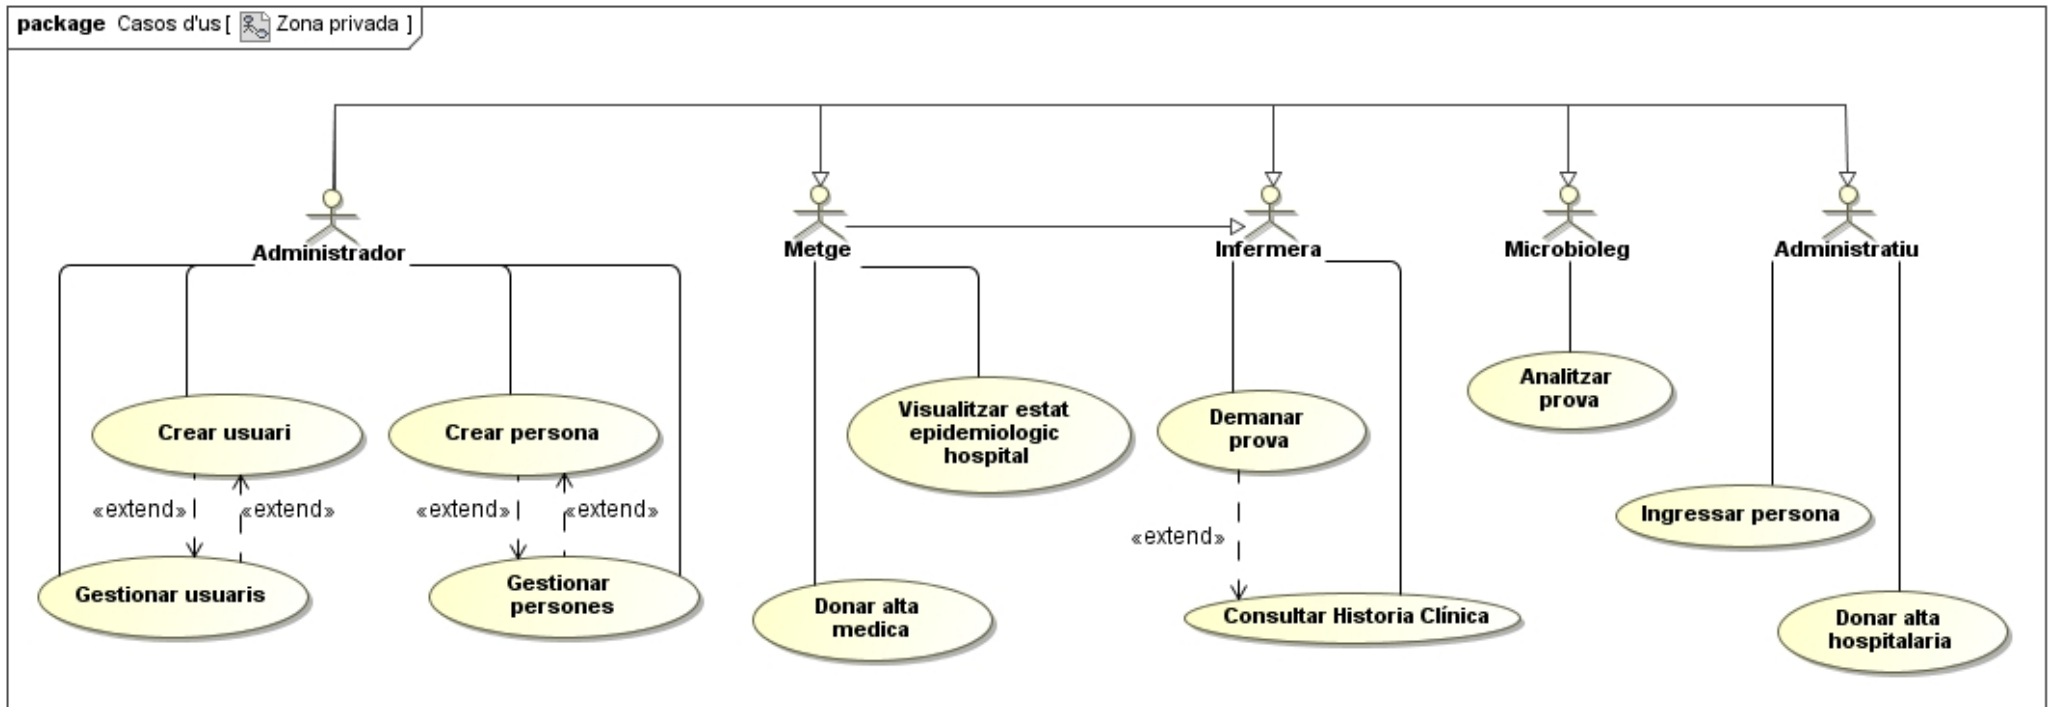 package Casos d'us [ Zona privada ]
Administrador
Metge
Infermera
Microbioleg
Administratiu
Crear usuari
Crear persona
Visualitzar estat
epidemiologic
hospital
Demanar
prova
Analitzar
prova
«extend»
«extend»
«extend»
«extend»
«extend»
Ingressar persona
Gestionar usuaris
Gestionar
persones
Donar alta
medica
Consultar Historia Clínica
Donar alta
hospitalaria